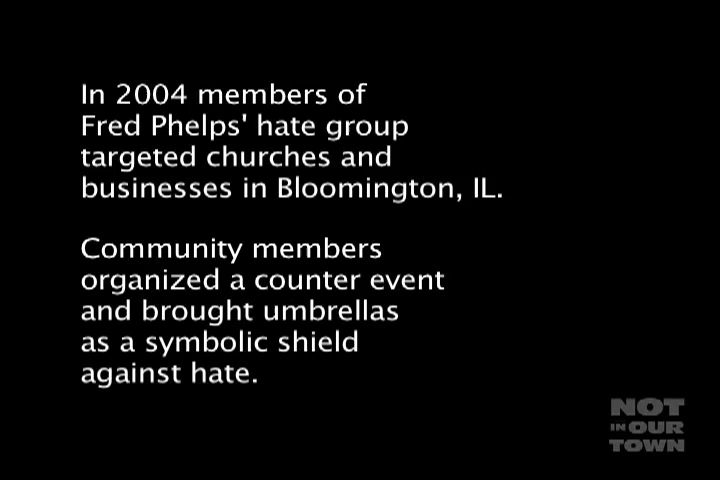 In 2004 members of
Fred Phelps' hate group
targeted churches and
businesses in Bloomington, IL.
Community members
organized a counter event
and brought umbrellas
as a symbolic shield
against hate.
NOT
IN OUR
TOWN